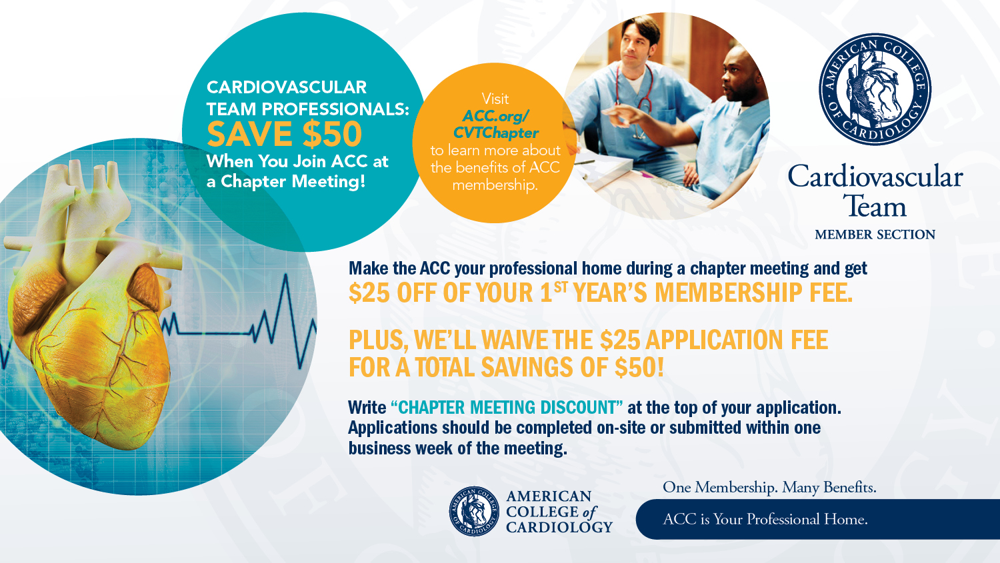 CARDIOVASCULAR
TEAM PROFESSIONALS:
SAVE $50
When You Join ACC at
a Chapter Meeting!
Visit
ACC.org/
CVTChapter
to learn more about
the benefits of ACC
membership.
AMERICAN COLLEGE
OF CARDIOLOGY
Cardiovascular
Team
MEMBER SECTION
Make the ACC your professional home during a chapter meeting and get
$25 OFF OF YOUR 1ST YEAR’S MEMBERSHIP FEE.
PLUS, WE’LL WAIVE THE $25 APPLICATION FEE
FOR A TOTAL SAVINGS OF $50!
Write “CHAPTER MEETING DISCOUNT” at the top of your application.
Applications should be completed on-site or submitted within one
business week of the meeting.
AMERICAN COLLEGE
OF CARDIOLOGY
AMERICAN
COLLEGE of
CARDIOLOGY
One Membership. Many Benefits.
ACC is Your Professional Home.